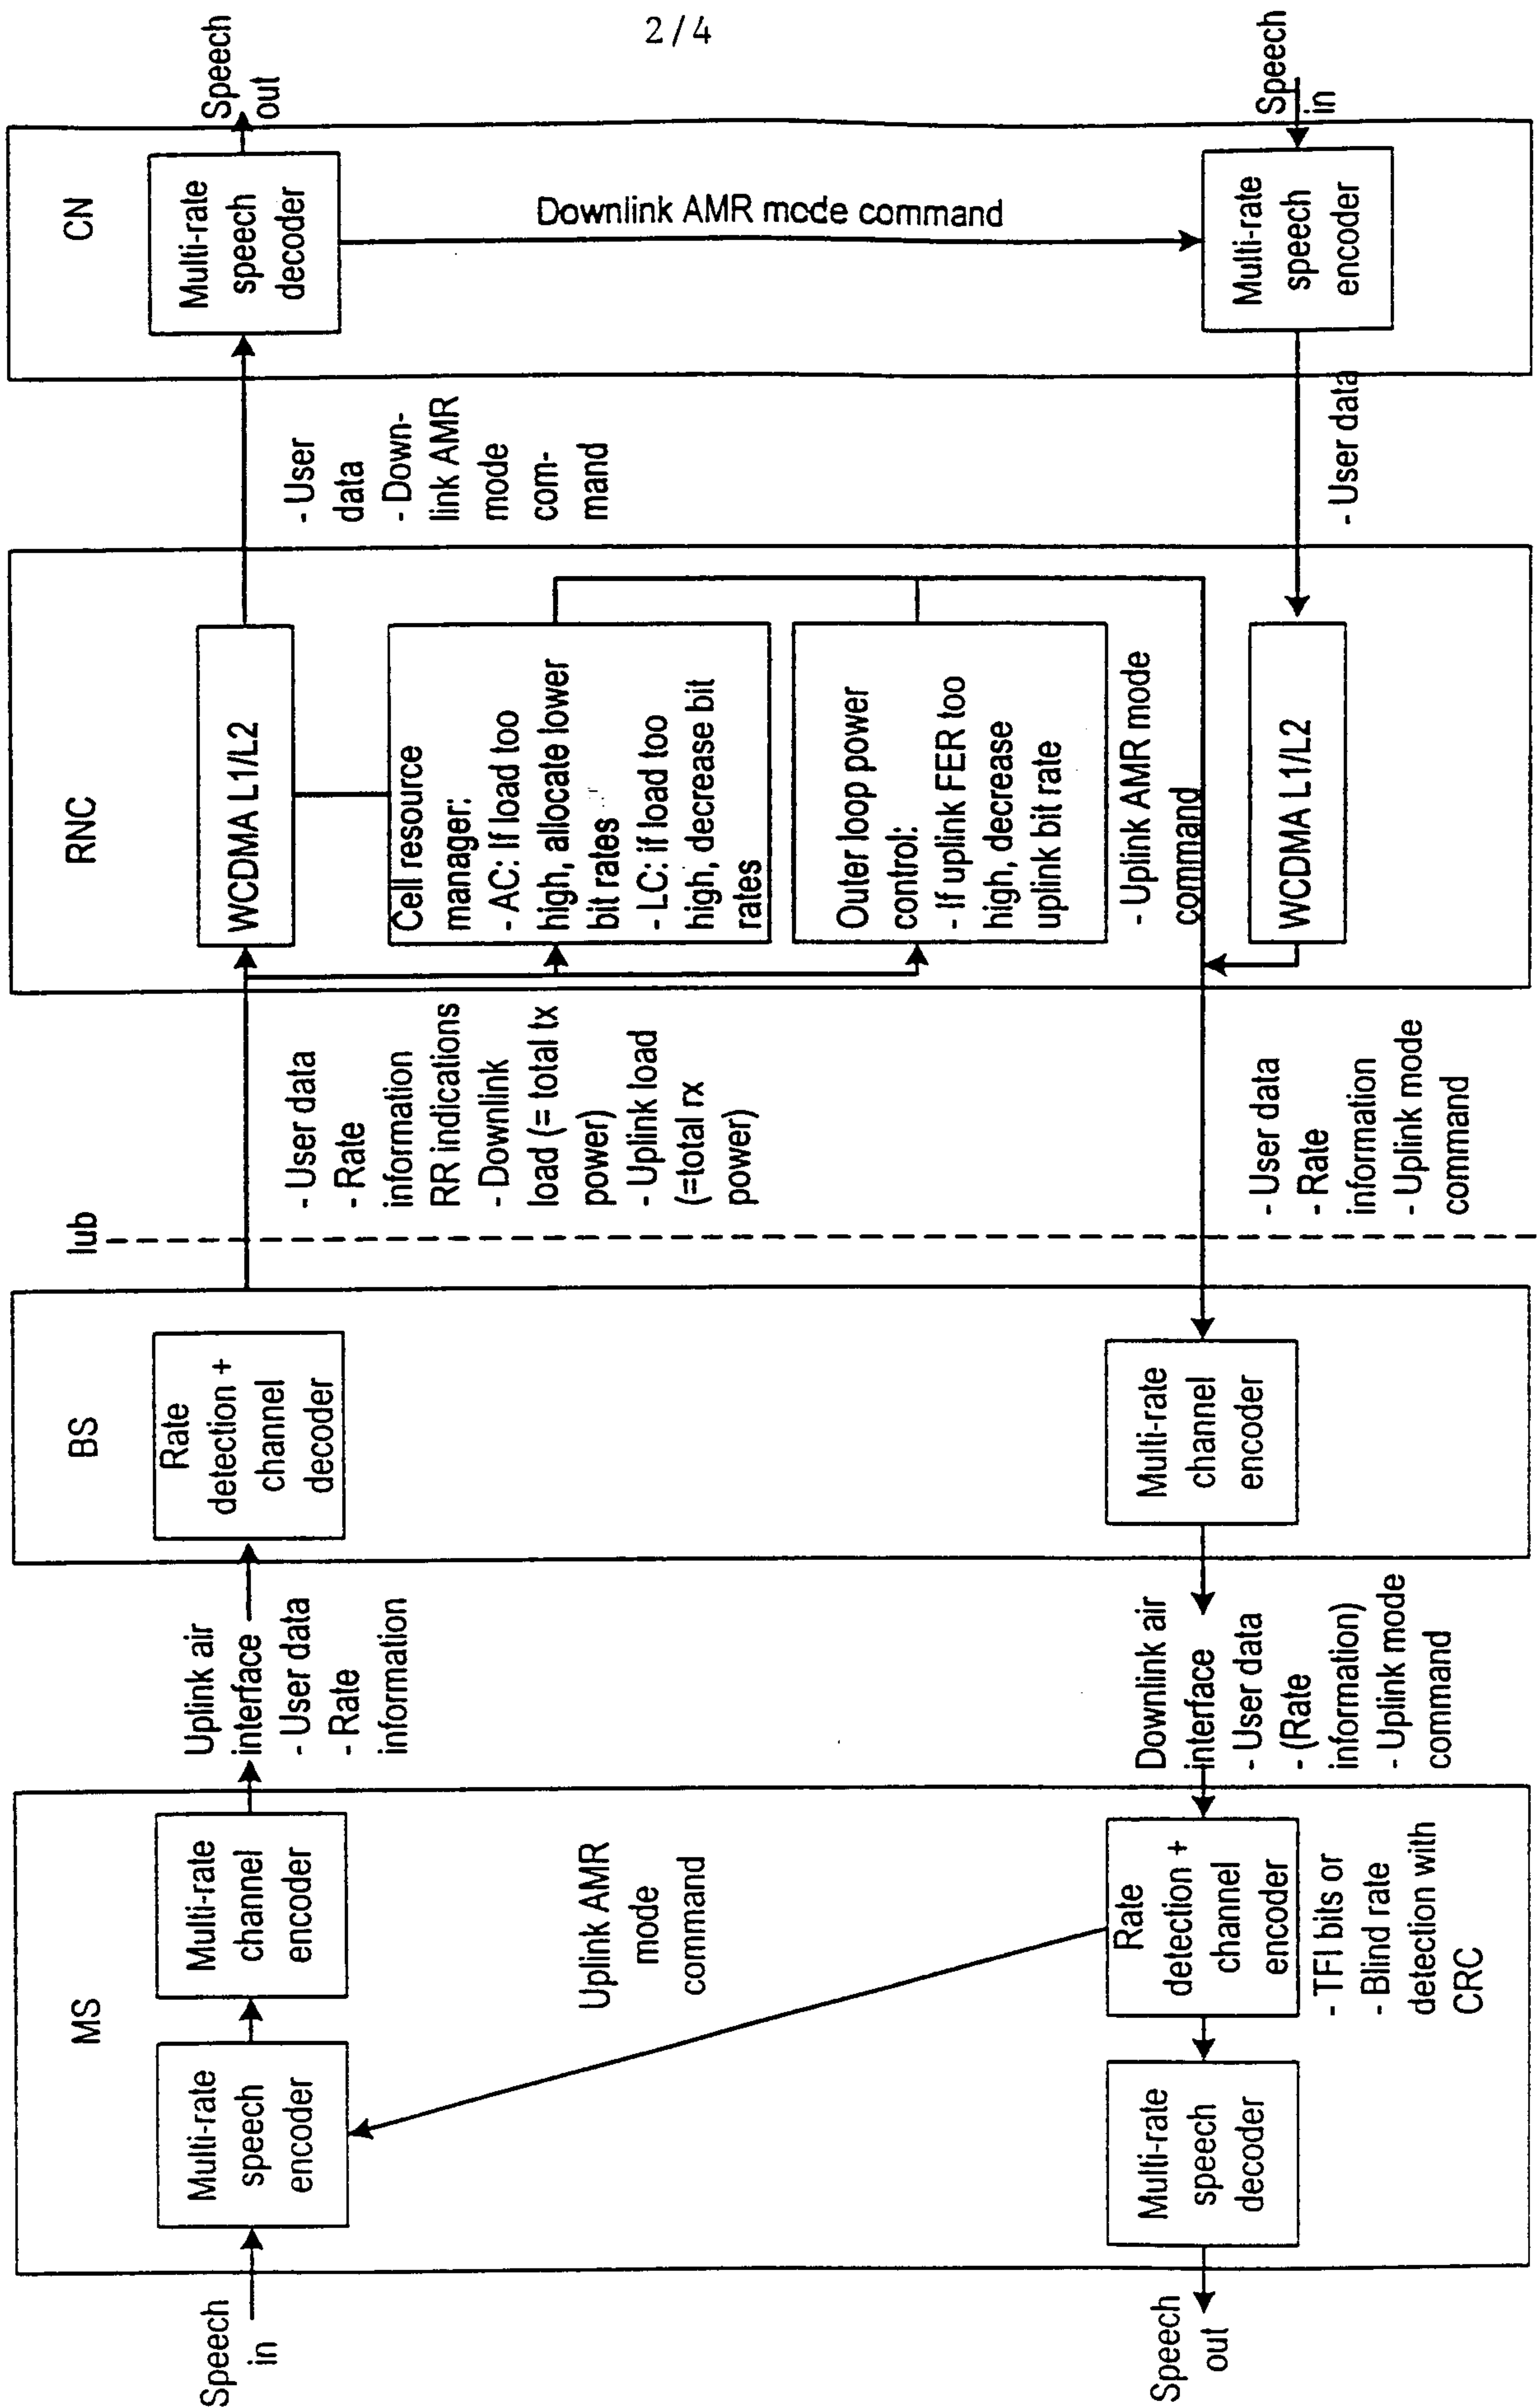 2/4
MS
Speech
in
Multi-rate
speech
encoder
Multi-rate
channel
encoder
Uplink air
interface
- User data
- Rate
information
Uplink AMR
mode
command
Speech
out
Multi-rate
speech
decoder
Rate
detection +
channel
encoder
- TFI bits or
- Blind rate
detection with
CRC
Downlink air
interface
- User data
- (Rate
information)
- Uplink mode
command
BS
Rate
detection +
channel
decoder
Multi-rate
channel
encoder
Iub
- User data
- Rate
information
RR indications
- Downlink
load (= total tx
power)
- Uplink load
(=total rx
power)
- User data
- Rate
information
- Uplink mode
command
RNC
WCDMA L1/L2
Cell resource
manager:
- AC: If load too
high, allocate lower
bit rates
- LC: if load too
high, decrease bit
rates
Outer loop power
control:
- If uplink FER too
high, decrease
uplink bit rate
- Uplink AMR mode
command
WCDMA L1/L2
- User
data
- Down-
link AMR
mode
com-
mand
- User data
CN
Multi-rate
speech
decoder
Speech
out
Downlink AMR mode command
Multi-rate
speech
encoder
Speech
in